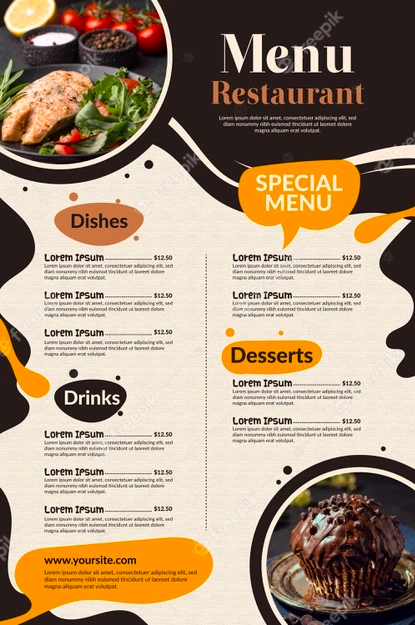 Menu
Restaurant
Lorem ipsum dolor sit amet, consectetuer adipiscing
elit, sed diam nonummy nibh euismod tincidunt ut
magna aliquam erat volutpat.
SPECIAL
MENU
Dishes
Lorem Ipsum $12.50
Lorem ipsum dolor sit amet, consectetuer adipiscing elit, sed
diam nonummy nibh euismod tincidunt ut laoreet dolore
magna aliquam erat volutpat.
Lorem Ipsum $12.50
Lorem ipsum dolor sit amet, consectetuer adipiscing elit, sed
diam nonummy nibh euismod tincidunt ut laoreet dolore
magna aliquam erat volutpat.
Lorem Ipsum $12.50
Lorem ipsum dolor sit amet, consectetuer adipiscing elit, sed
diam nonummy nibh euismod tincidunt ut laoreet dolore
magna aliquam erat volutpat.
Drinks
Lorem Ipsum $12.50
Lorem ipsum dolor sit amet, consectetuer adipiscing elit, sed
diam nonummy nibh euismod tincidunt ut laoreet dolore
magna aliquam erat volutpat.
Lorem Ipsum $12.50
Lorem ipsum dolor sit amet, consectetuer adipiscing elit, sed
diam nonummy nibh euismod tincidunt ut laoreet dolore
magna aliquam erat volutpat.
Lorem Ipsum $12.50
Lorem ipsum dolor sit amet, consectetuer adipiscing elit, sed
diam nonummy nibh euismod tincidunt ut laoreet dolore
magna aliquam erat volutpat.
Lorem Ipsum $12.50
Lorem ipsum dolor sit amet, consectetuer adipiscing elit, sed
diam nonummy nibh euismod tincidunt ut laoreet dolore
magna aliquam erat volutpat.
Lorem Ipsum $12.50
Lorem ipsum dolor sit amet, consectetuer adipiscing elit, sed
diam nonummy nibh euismod tincidunt ut laoreet dolore
magna aliquam erat volutpat.
Desserts
Lorem Ipsum $12.50
Lorem ipsum dolor sit amet, consectetuer adipiscing elit, sed
diam nonummy nibh euismod tincidunt ut laoreet dolore
magna aliquam erat volutpat.
Lorem Ipsum $12.50
Lorem ipsum dolor sit amet, consectetuer adipiscing elit, sed
diam nonummy nibh euismod tincidunt ut laoreet dolore
magna aliquam erat volutpat.
www.yoursite.com
Lorem ipsum dolor sit amet, consectetuer adipiscing elit, sed
diam nonummy nibh euismod tincidunt ut laoreet dolore
magna aliquam erat volutpat.
freepik